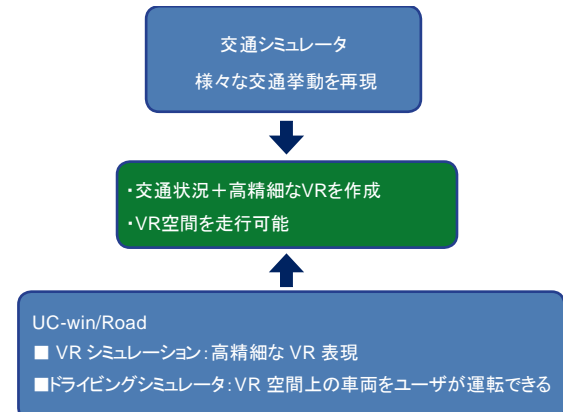 交通シミュレータ
様々な交通挙動を再現
・交通状況＋高精細なVRを作成
・VR空間を走行可能
UC-win/Road
■ VR シミュレーション：高精細な VR 表現
■ドライビングシミュレータ：VR 空間上の車両をユーザが運転できる